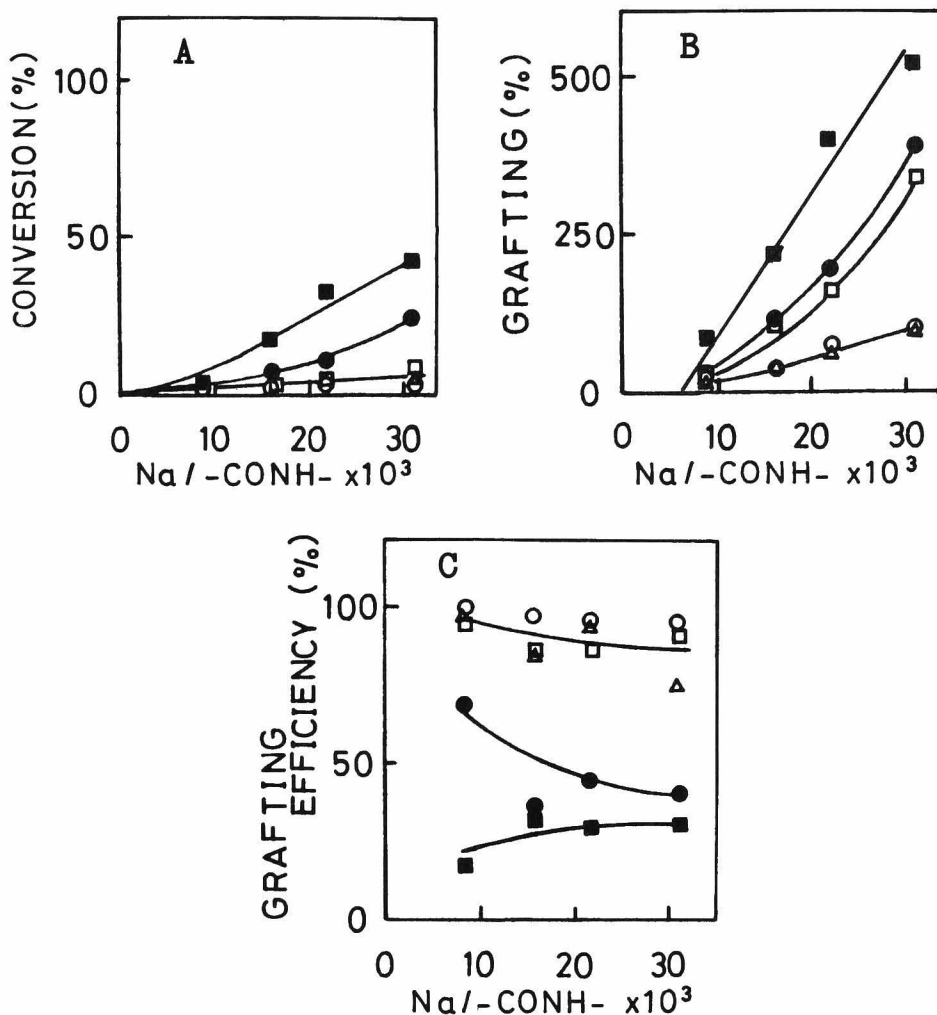 A
CONVERSION(%)
100
50
0
0 10 20 30
Na/-CONH- x10³
B
GRAFTING (%)
500
250
0
0 10 20 30
Na/-CONH- x10³
C
GRAFTING
EFFICIENCY (%)
100
50
0
0 10 20 30
Na/-CONH- x10³